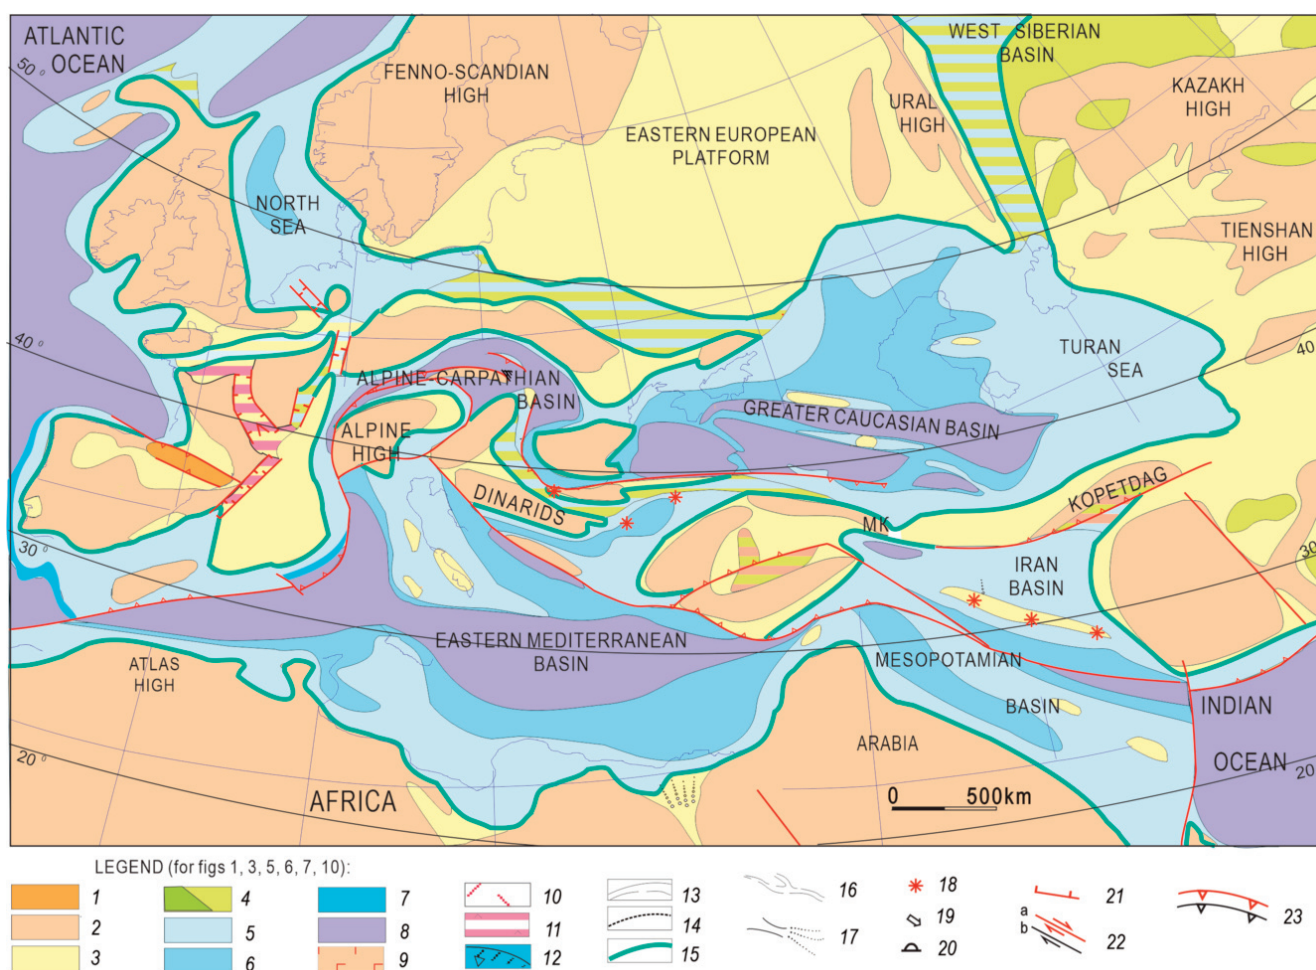 ATLANTIC
OCEAN
50°
FENNO-SCANDIAN
HIGH
EASTERN EUROPEAN
PLATFORM
URAL
HIGH
WEST SIBERIAN
BASIN
KAZAKH
HIGH
NORTH
SEA
TIENSHAN
HIGH
40°
ALPINE-CARPATHIAN
BASIN
ALPINE
HIGH
GREATER CAUCASIAN BASIN
TURAN
SEA
40
DINARIDS
MK
KOPETDAG
30°
IRAN
BASIN
30
EASTERN MEDITERRANEAN
BASIN
MESOPOTAMIAN
BASIN
ATLAS
HIGH
INDIAN
OCEAN
20°
ARABIA
20
AFRICA
0 500km
LEGEND (for figs 1, 3, 5, 6, 7, 10):
1
2
3
4
5
6
7
8
9
10
11
12
13
14
15
16
17
18
19
20
21
a
b
22
23